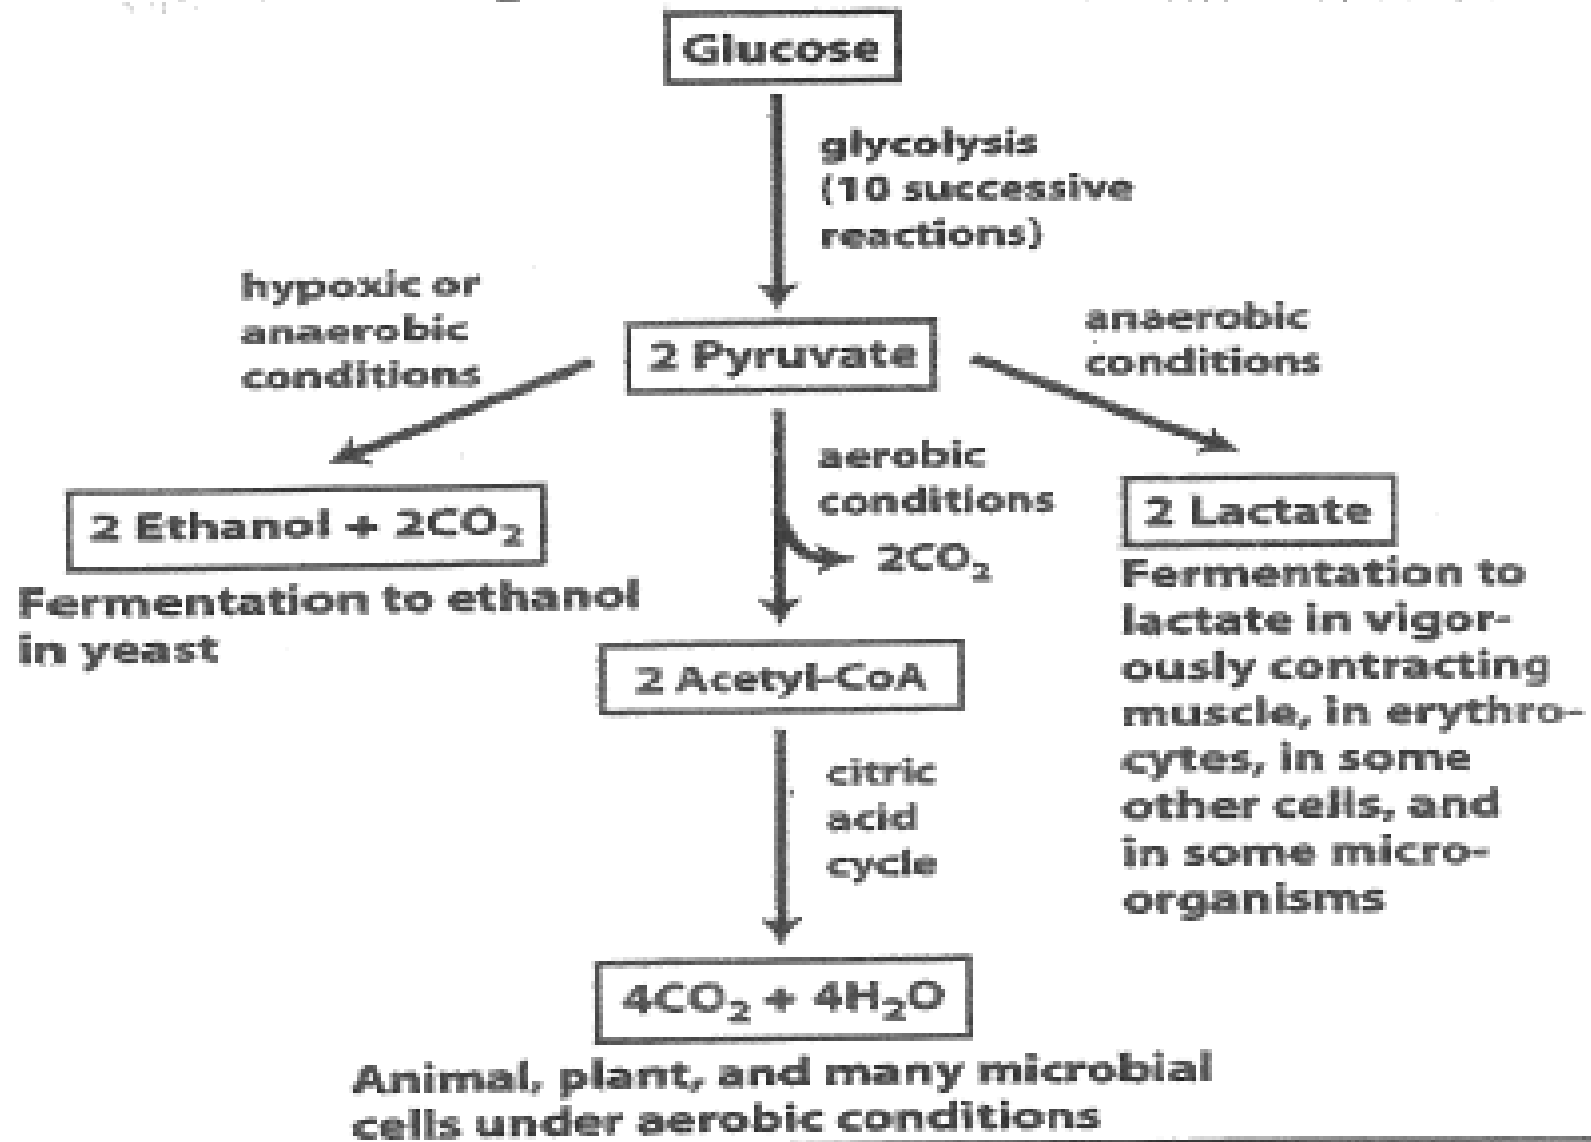 Glucose
glycolysis
(10 successive
reactions)
hypoxic or
anaerobic
conditions
2 Pyruvate
anaerobic
conditions
2 Ethanol + 2CO₂
Fermentation to ethanol
in yeast
aerobic
conditions
2CO₂
2 Lactate
Fermentation to
lactate in vigor-
ously contracting
muscle, in erythro-
cytes, in some
other cells, and
in some micro-
organisms
2 Acetyl-CoA
citric
acid
cycle
4CO₂ + 4H₂O
Animal, plant, and many microbial
cells under aerobic conditions